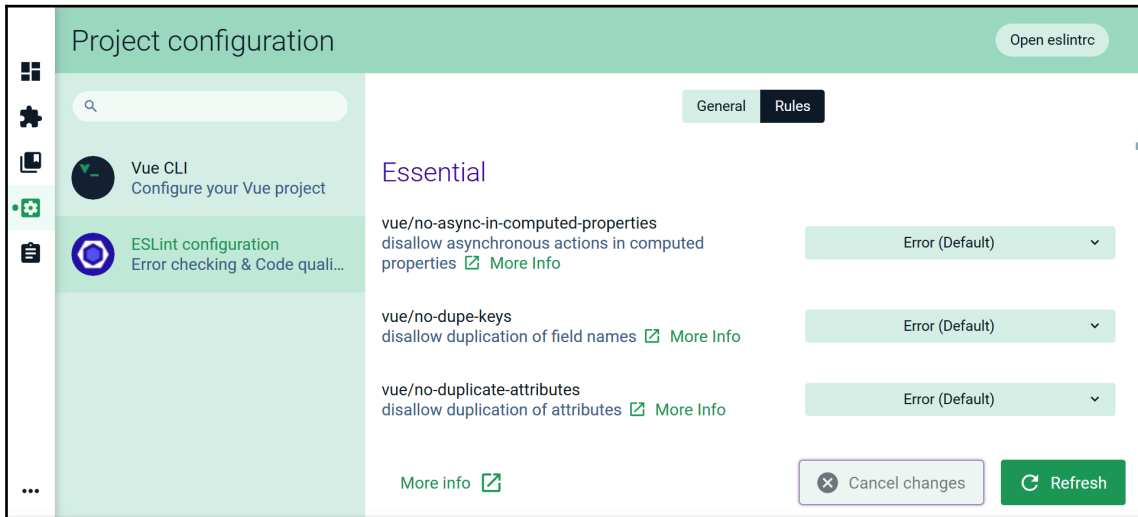 Project configuration
Open eslintrc
General
Rules
Vue CLI
Configure your Vue project
ESLint configuration
Error checking & Code quali...
Essential
vue/no-async-in-computed-properties
disallow asynchronous actions in computed
properties More Info
Error (Default)
vue/no-dupe-keys
disallow duplication of field names More Info
Error (Default)
vue/no-duplicate-attributes
disallow duplication of attributes More Info
Error (Default)
More info
Cancel changes
Refresh